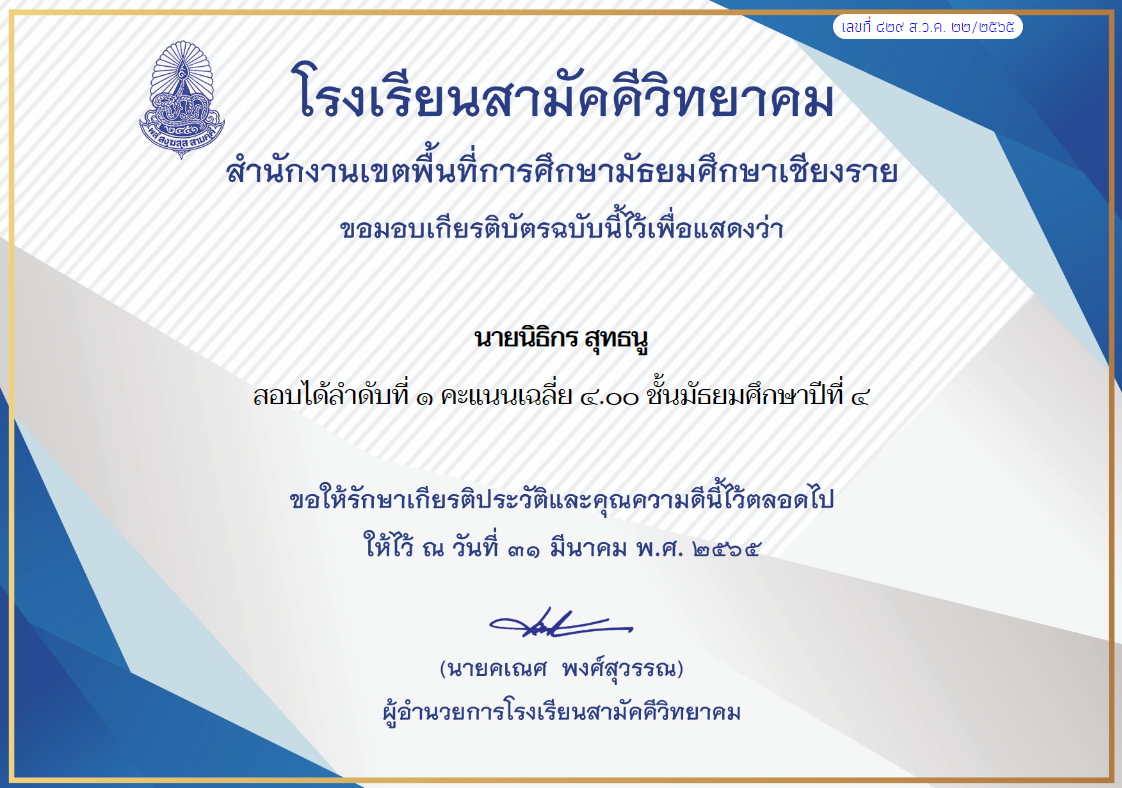 เลขที่ ๔๒๙ ส.ว.ค. ๒๒/๒๕๖๕
โรงเรียนสามัคคีวิทยาคม
สำนักงานเขตพื้นที่การศึกษามัธยมศึกษาเชียงราย
ขอมอบเกียรติบัตรฉบับนี้ไว้เพื่อแสดงว่า
นายนิธิกร สุทธนู
สอบได้ลำดับที่ ๑ คะแนนเฉลี่ย ๔.๐๐ ชั้นมัธยมศึกษาปีที่ ๔
ขอให้รักษาเกียรติประวัติและคุณความดีนี้ไว้ตลอดไป
ให้ไว้ ณ วันที่ ๓๑ มีนาคม พ.ศ. ๒๕๖๕
(นายคเณศ พงศ์สุวรรณ)
ผู้อำนวยการโรงเรียนสามัคคีวิทยาคม